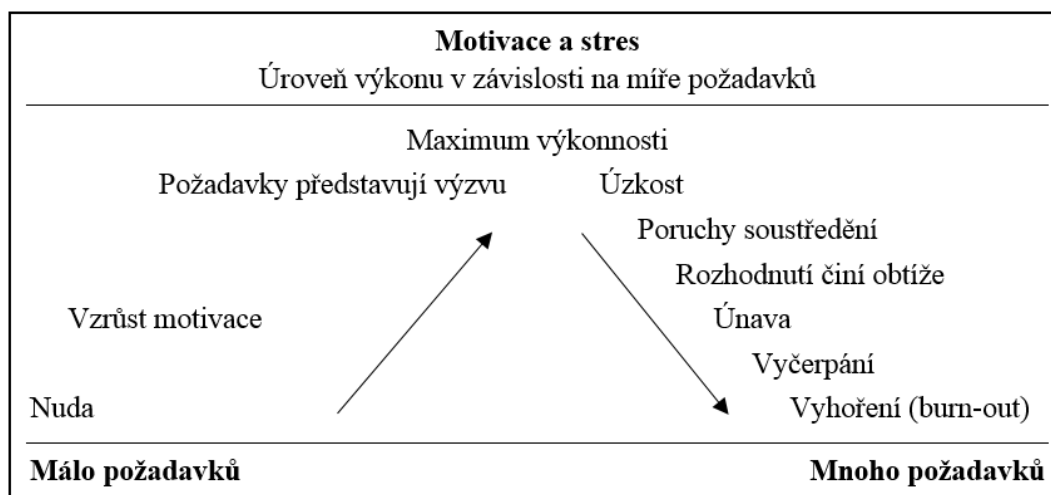 Motivace a stres
Úroveň výkonu v závislosti na míře požadavků
Maximum výkonnosti
Požadavky představují výzvu Úzkost
Poruchy soustředění
Rozhodnutí činí obtíže
Vzrůst motivace Únava
Vyčerpání
Nuda Vyhoření (burn-out)
Málo požadavků Mnoho požadavků